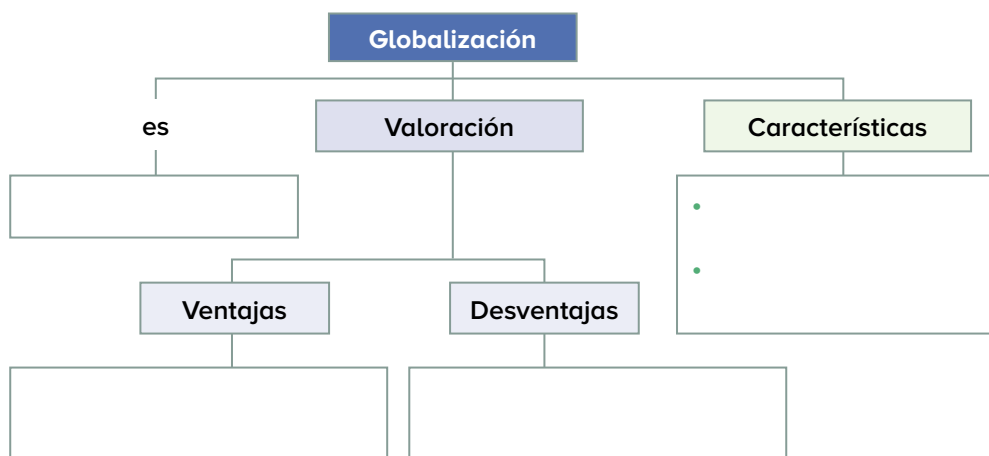 Globalización
es
Valoración
Características
Ventajas
Desventajas